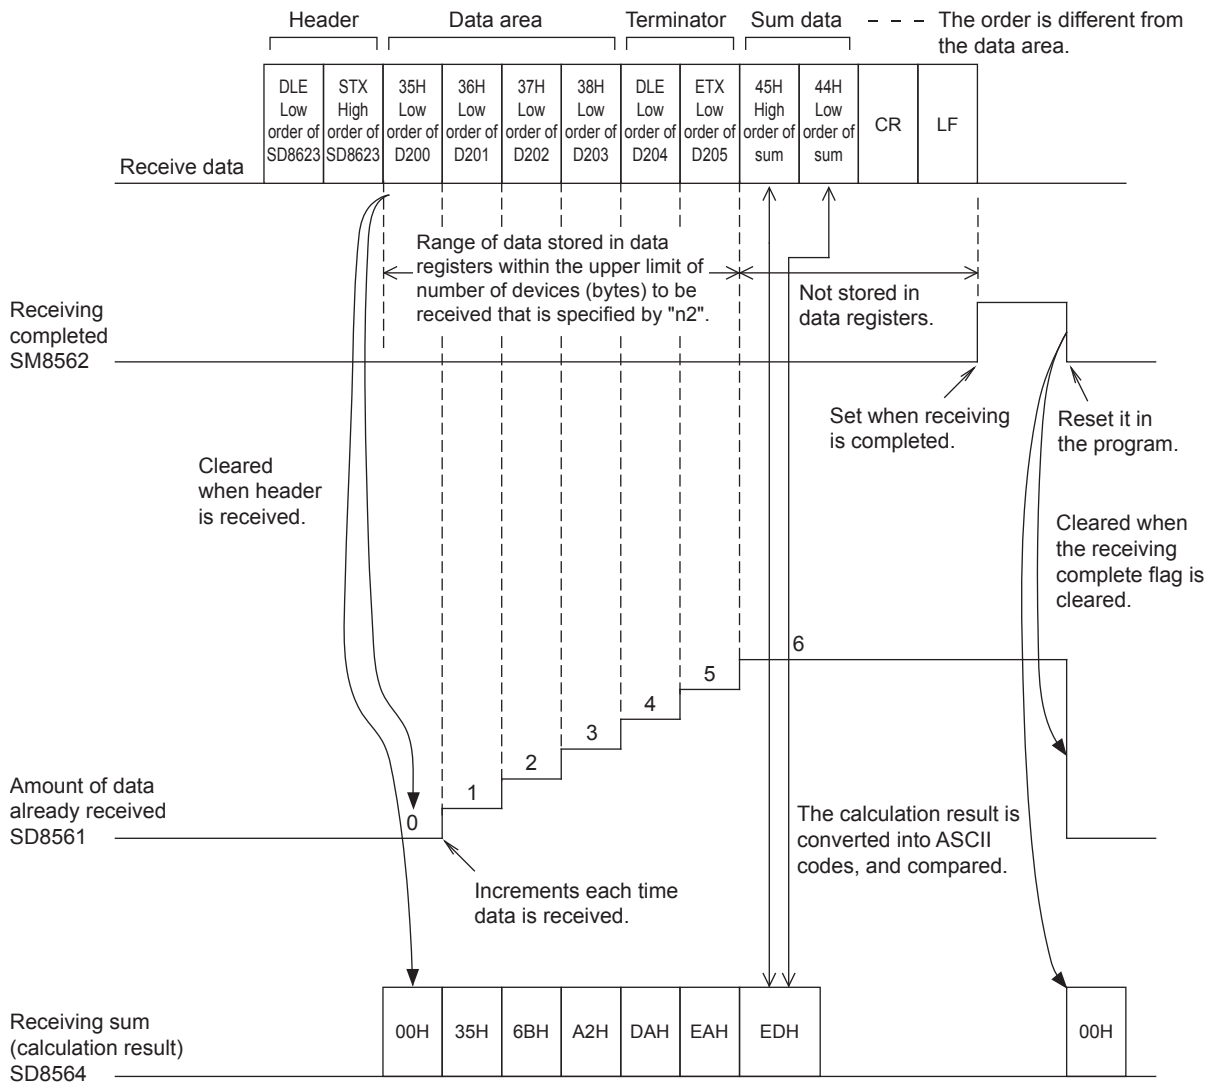 Header
Data area
Terminator
Sum data
The order is different from
the data area.
DLE
Low
order of
SD8623
STX
High
order of
SD8623
35H
Low
order of
D200
36H
Low
order of
D201
37H
Low
order of
D202
38H
Low
order of
D203
DLE
Low
order of
D204
ETX
Low
order of
D205
45H
High
order of
sum
44H
Low
order of
sum
CR
LF
Receive data
Range of data stored in data
registers within the upper limit of
number of devices (bytes) to be
received that is specified by "n2".
Not stored in
data registers.
Receiving
completed
SM8562
Set when receiving
is completed.
Reset it in
the program.
Cleared
when header
is received.
Cleared when
the receiving
complete flag is
cleared.
6
5
4
3
2
1
0
Amount of data
already received
SD8561
Increments each time
data is received.
The calculation result is
converted into ASCII
codes, and compared.
Receiving sum
(calculation result)
SD8564
00H
35H
6BH
A2H
DAH
EAH
EDH
00H